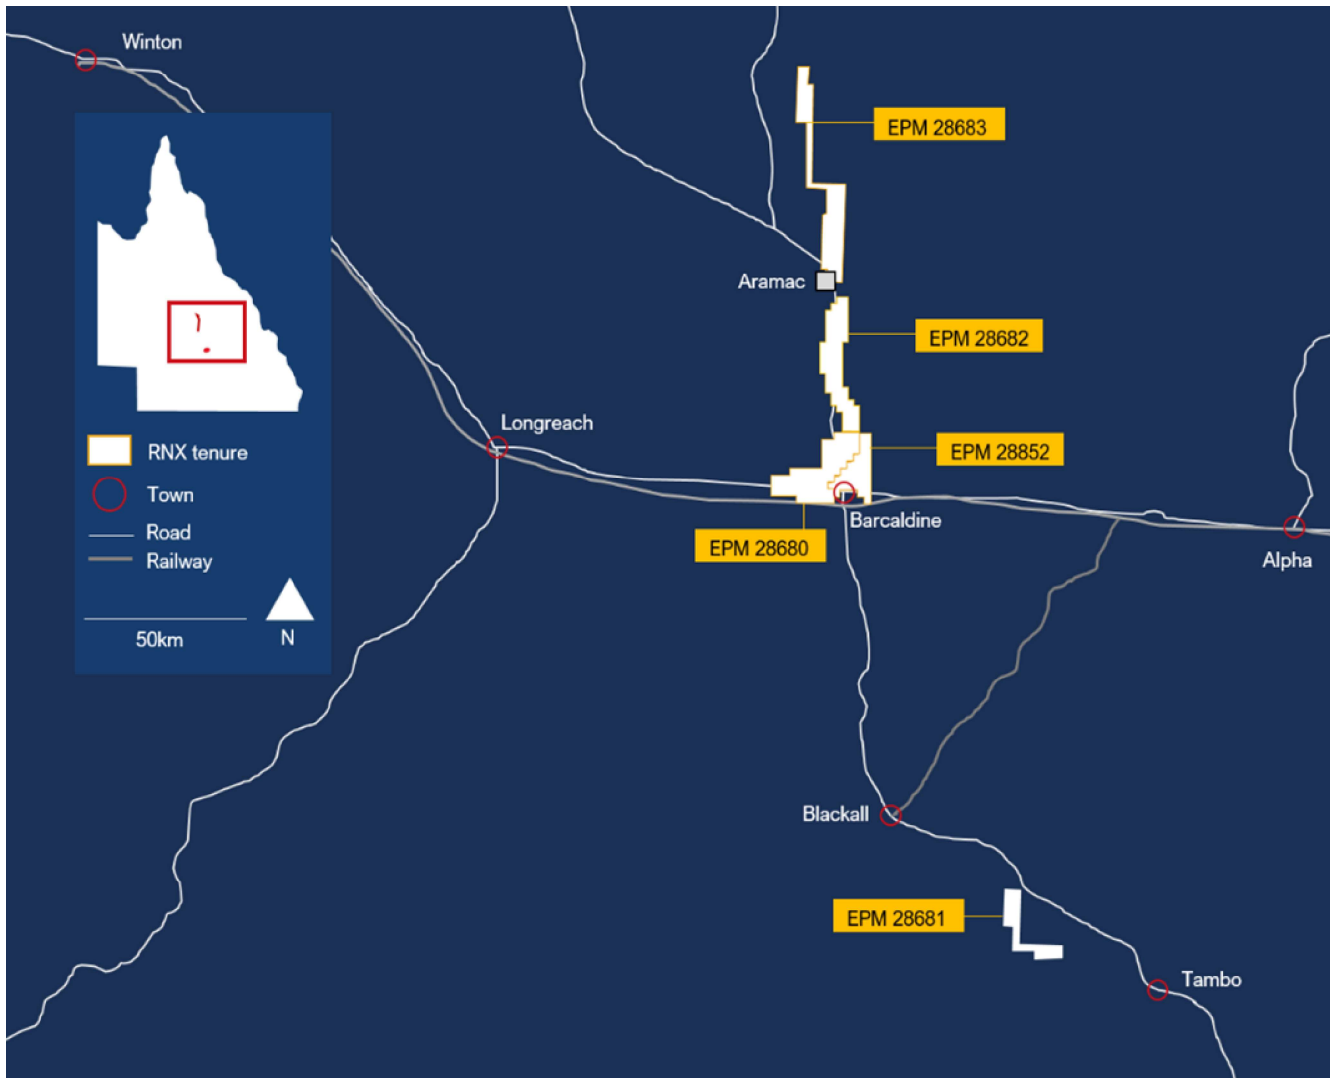 Winton
EPM 28683
Aramac
EPM 28682
Longreach
RNX tenure
EPM 28852
Town
Barcaldine
Road
EPM 28680
Railway
Alpha
50km
N
Blackall
EPM 28681
Tambo